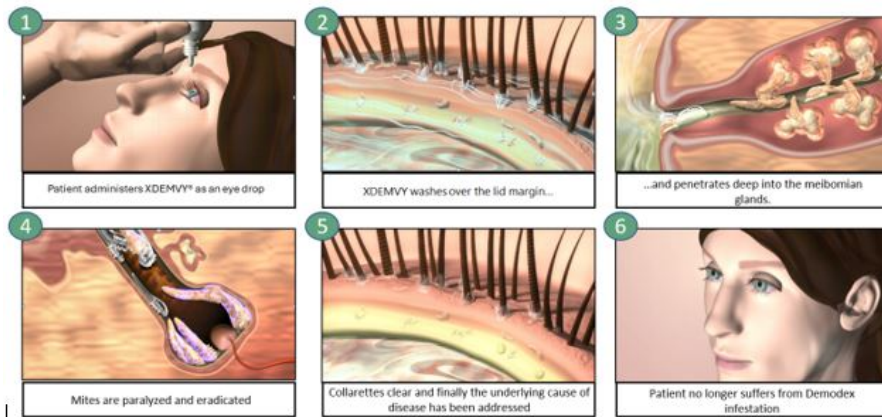 1
Patient administers XDEMVY® as an eye drop
2
XDEMVY washes over the lid margin...
3
...and penetrates deep into the meibomian
glands.
4
Mites are paralyzed and eradicated
5
Collarettes clear and finally the underlying cause of
disease has been addressed
6
Patient no longer suffers from Demodex
infestation